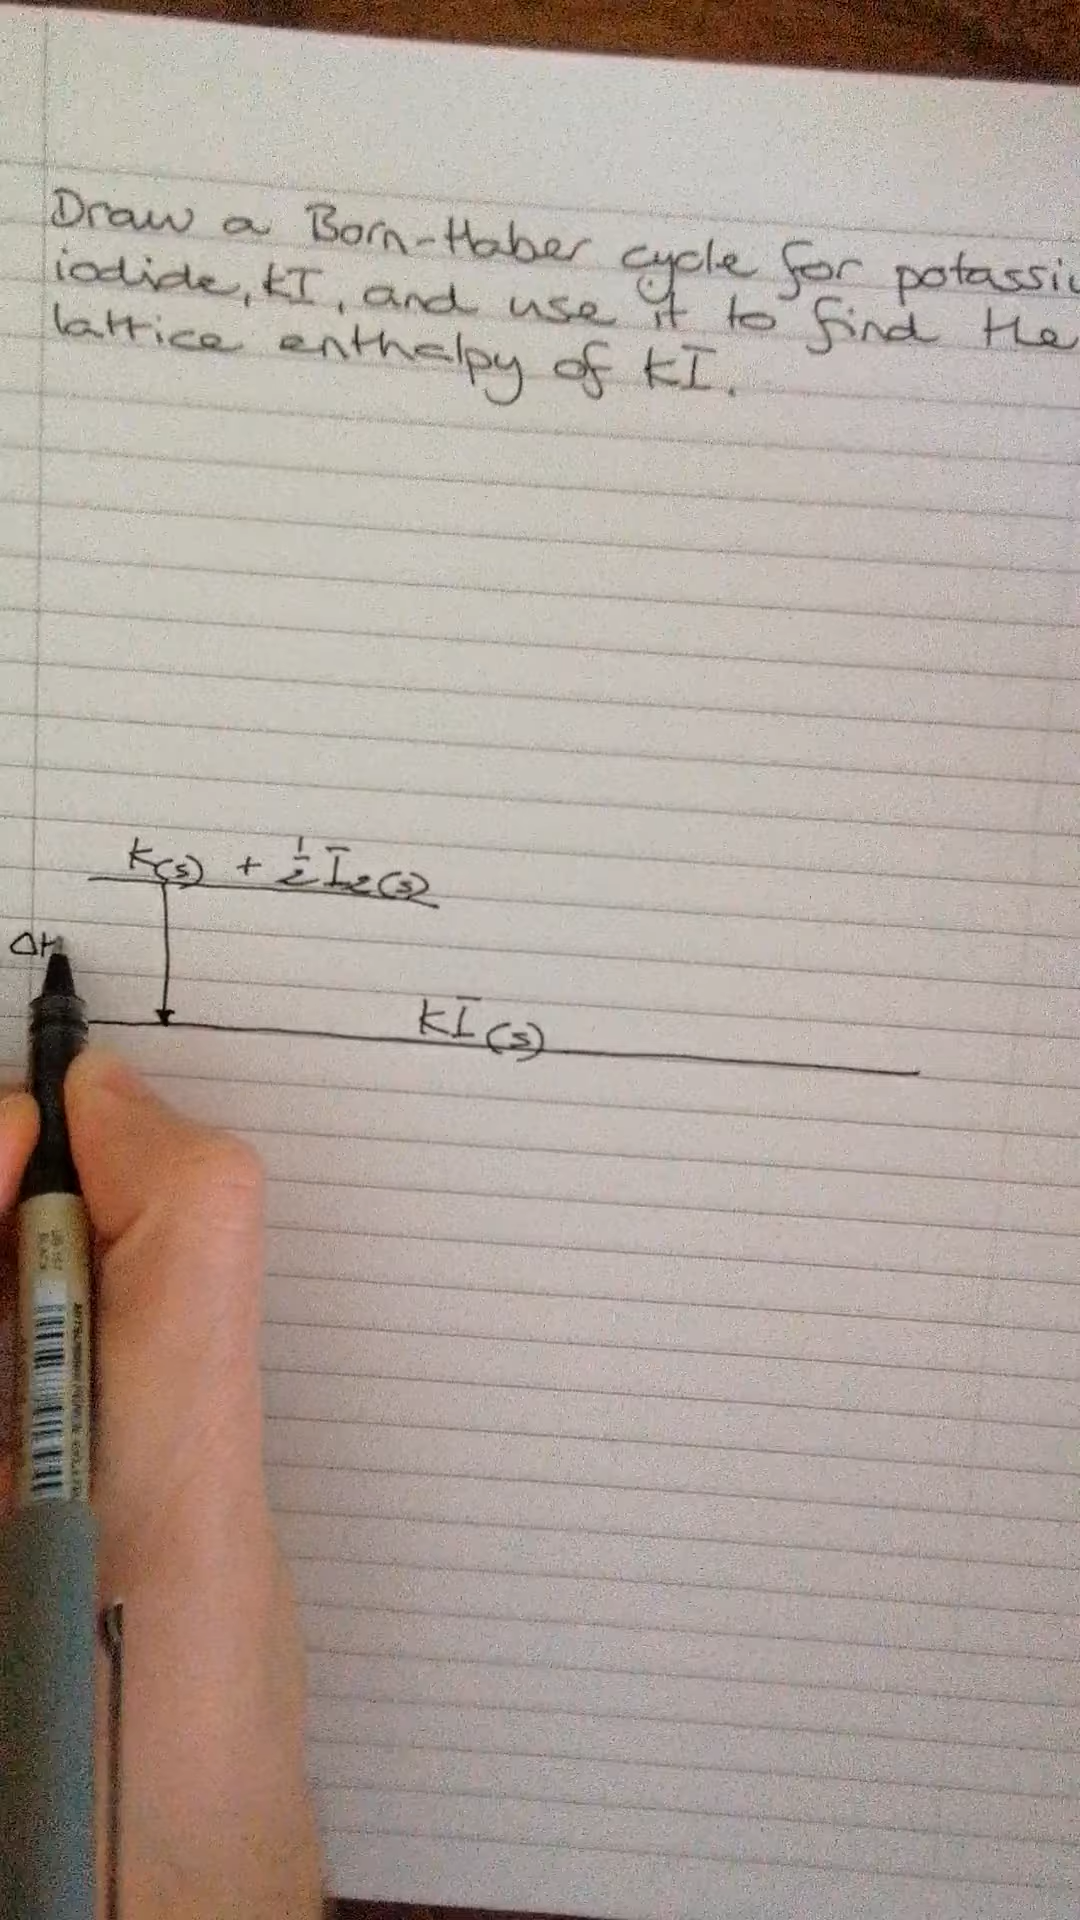 Draw a Born-Haber cycle for potassiu
iodide, KI, and use it to find the
lattice enthalpy of KI.
K(s) + ½I₂(s)
ΔH
KI(s)